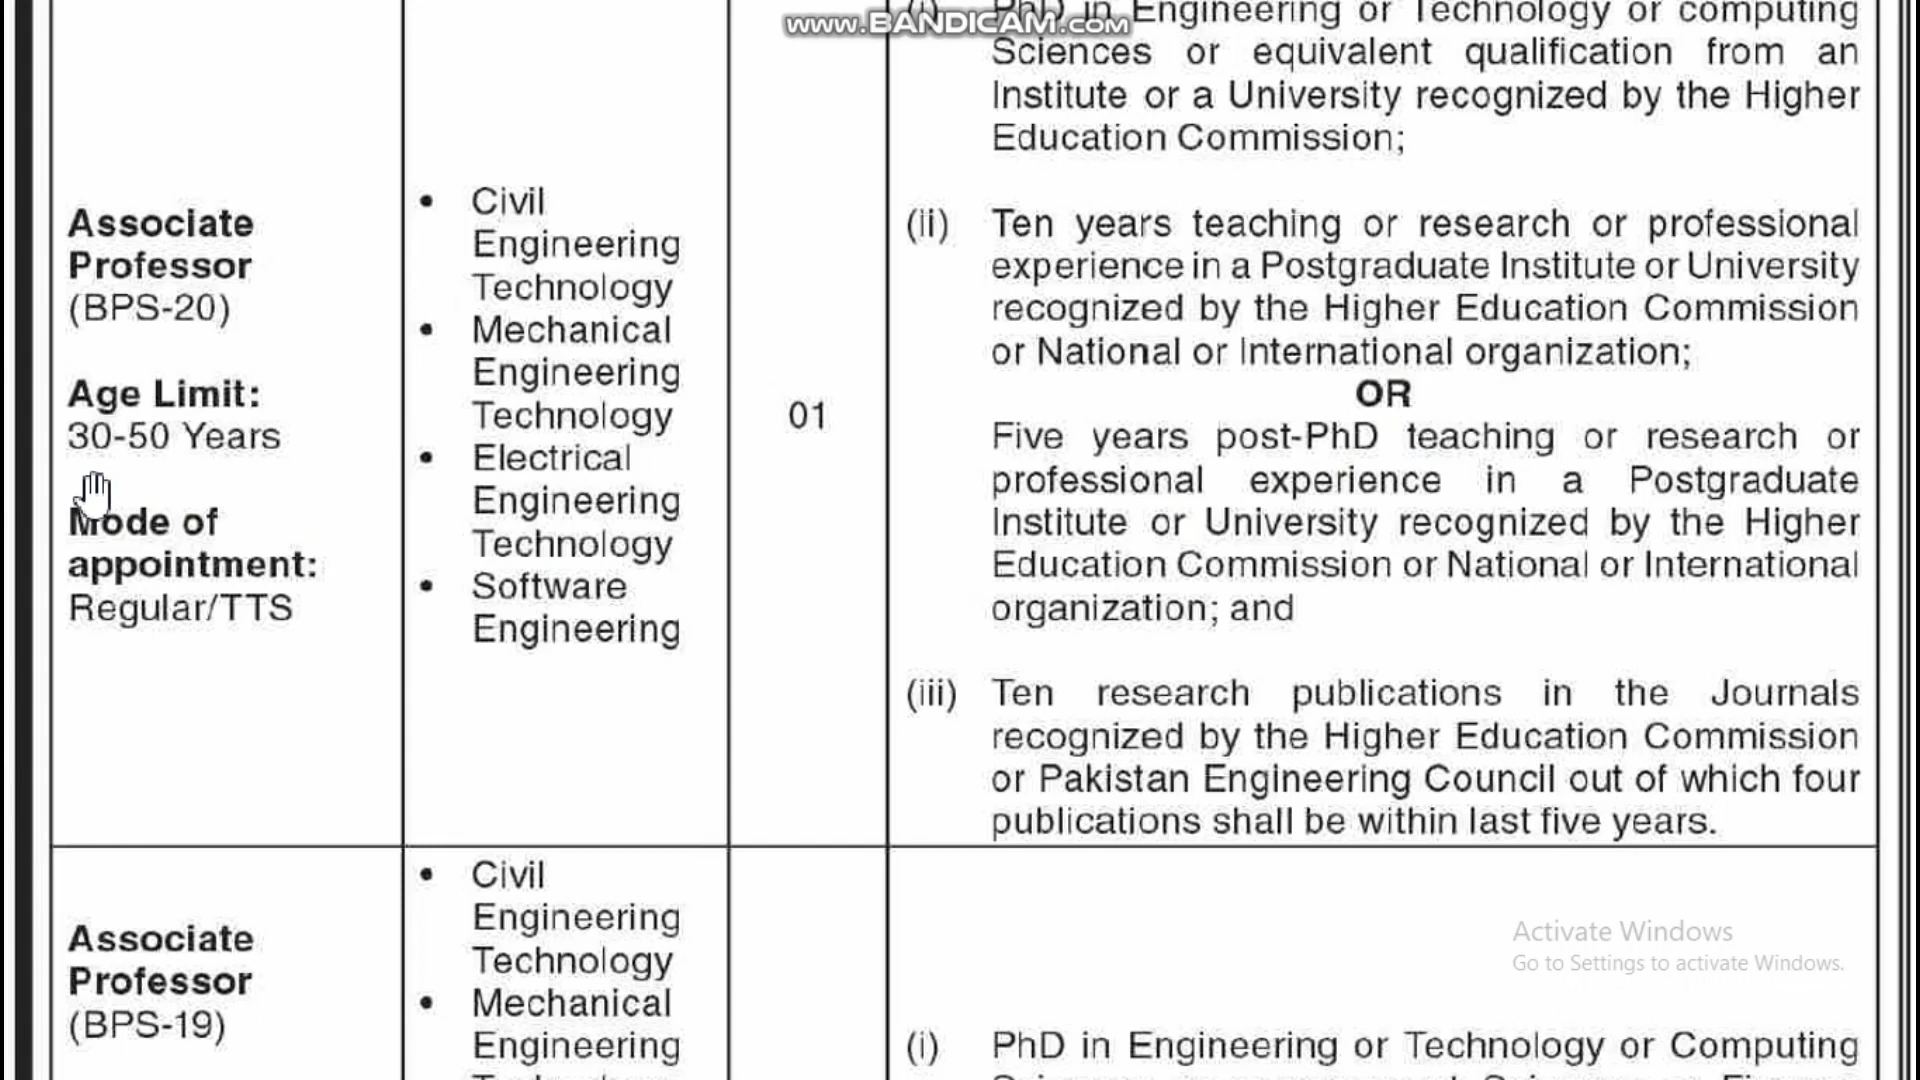 www.BANDICAM.com
(i) PhD in Engineering or Technology or computing
Sciences or equivalent qualification from an
Institute or a University recognized by the Higher
Education Commission;
Associate
Professor
(BPS-20)
Age Limit:
30-50 Years
Mode of
appointment:
Regular/TTS
• Civil
Engineering
Technology
• Mechanical
Engineering
Technology
• Electrical
Engineering
Technology
• Software
Engineering
01
(ii) Ten years teaching or research or professional
experience in a Postgraduate Institute or University
recognized by the Higher Education Commission
or National or International organization;
OR
Five years post-PhD teaching or research or
professional experience in a Postgraduate
Institute or University recognized by the Higher
Education Commission or National or International
organization; and
(iii) Ten research publications in the Journals
recognized by the Higher Education Commission
or Pakistan Engineering Council out of which four
publications shall be within last five years.
Associate
Professor
(BPS-19)
• Civil
Engineering
Technology
• Mechanical
Engineering
(i) PhD in Engineering or Technology or Computing
Activate Windows
Go to Settings to activate Windows.